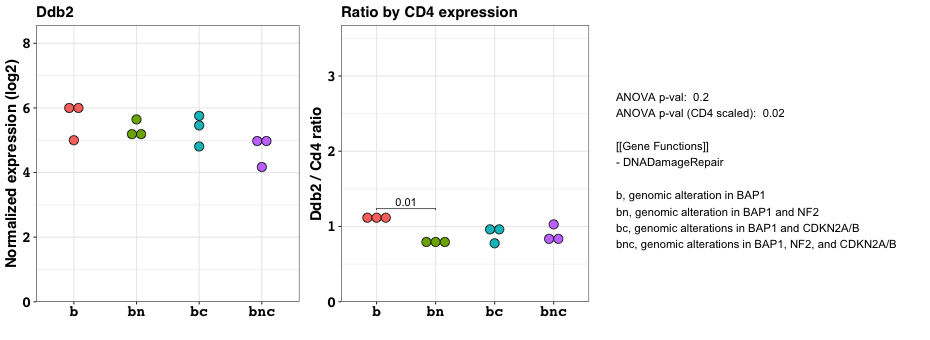 Ddb2
Normalized expression (log2)
8
6
4
2
0
b bn bc bnc
Ratio by CD4 expression
Ddb2 / Cd4 ratio
3
2
1
0
0.01
b bn bc bnc
ANOVA p-val: 0.2
ANOVA p-val (CD4 scaled): 0.02
[[Gene Functions]]
- DNADamageRepair
b, genomic alteration in BAP1
bn, genomic alteration in BAP1 and NF2
bc, genomic alterations in BAP1 and CDKN2A/B
bnc, genomic alterations in BAP1, NF2, and CDKN2A/B